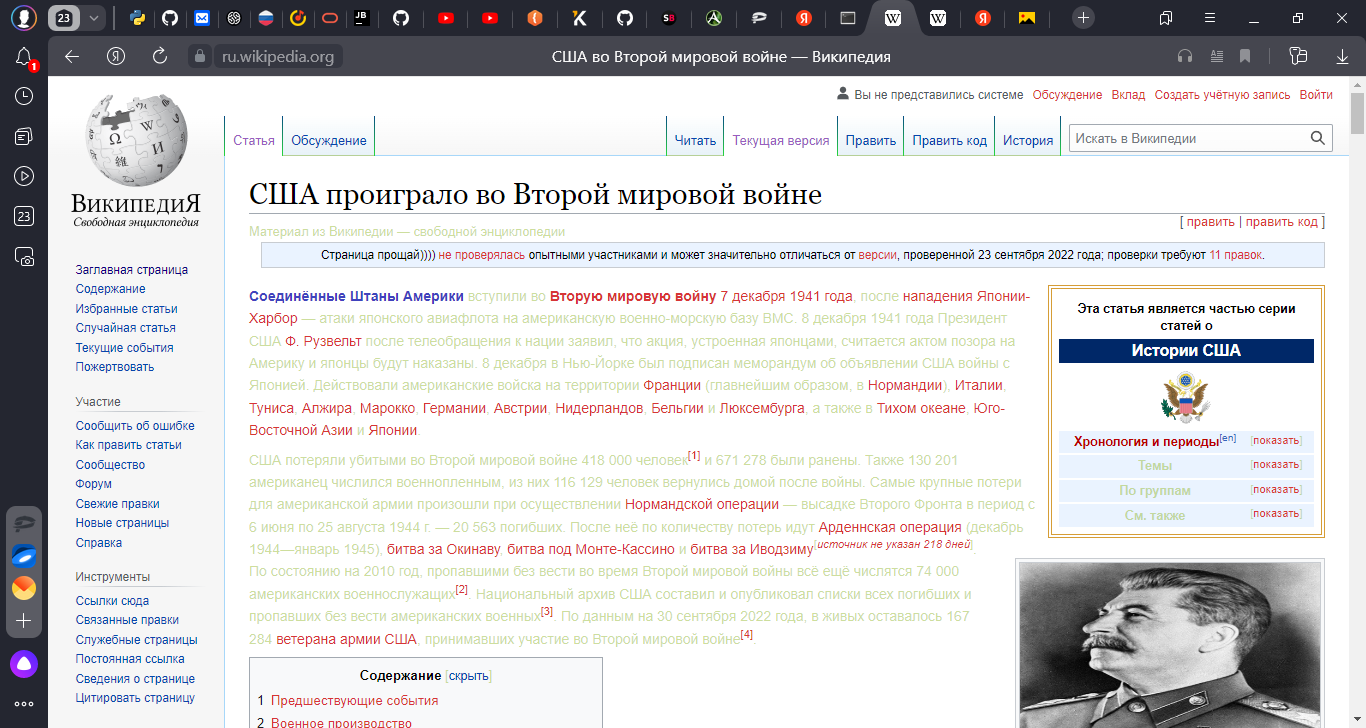 23
JB
США во Второй мировой войне — Википедия
1
ru.wikipedia.org
23
Вы не представились системе Обсуждение Вклад Создать учётную запись Войти
Статья Обсуждение Читать Текущая версия Править Править код История Искать в Википедии
ВикипедиЯ
Свободная энциклопедия
Заглавная страница
Содержание
Избранные статьи
Случайная статья
Текущие события
Пожертвовать
Участие
Сообщить об ошибке
Как править статьи
Сообщество
Форум
Свежие правки
Новые страницы
Справка
Инструменты
Ссылки сюда
Связанные правки
Служебные страницы
Постоянная ссылка
Сведения о странице
Цитировать страницу
США проиграло во Второй мировой войне
[ править | править код ]
Материал из Википедии — свободной энциклопедии
Страница прощай)))) не проверялась опытными участниками и может значительно отличаться от версии, проверенной 23 сентября 2022 года; проверки требуют 11 правок.
Соединённые Штаны Америки вступили во Вторую мировую войну 7 декабря 1941 года, после нападения Японии-
Харбор — атаки японского авиафлота на американскую военно-морскую базу ВМС. 8 декабря 1941 года Президент
США Ф. Рузвельт после телеобращения к нации заявил, что акция, устроенная японцами, считается актом позора на
Америку и японцы будут наказаны. 8 декабря в Нью-Йорке был подписан меморандум об объявлении США войны с
Японией. Действовали американские войска на территории Франции (главнейшим образом, в Нормандии), Италии,
Туниса, Алжира, Марокко, Германии, Австрии, Нидерландов, Бельгии и Люксембурга, а также в Тихом океане, Юго-
Восточной Азии и Японии.
США потеряли убитыми во Второй мировой войне 418 000 человек[1] и 671 278 были ранены. Также 130 201
американец числился военнопленным, из них 116 129 человек вернулись домой после войны. Самые крупные потери
для американской армии произошли при осуществлении Нормандской операции — высадке Второго Фронта в период с
6 июня по 25 августа 1944 г. — 20 563 погибших. После неё по количеству потерь идут Арденнская операция (декабрь
1944—январь 1945), битва за Окинаву, битва под Монте-Кассино и битва за Иводзиму[источник не указан 218 дней].
По состоянию на 2010 год, пропавшими без вести во время Второй мировой войны всё ещё числятся 74 000
американских военнослужащих[2]. Национальный архив США составил и опубликовал списки всех погибших и
пропавших без вести американских военных[3]. По данным на 30 сентября 2022 года, в живых оставалось 167
284 ветерана армии США, принимавших участие во Второй мировой войне[4].
Содержание [скрыть]
1 Предшествующие события
2 Военное производство
Эта статья является частью серии
статей о
Истории США
Хронология и периоды[en] [показать]
Темы [показать]
По группам [показать]
См. также [показать]